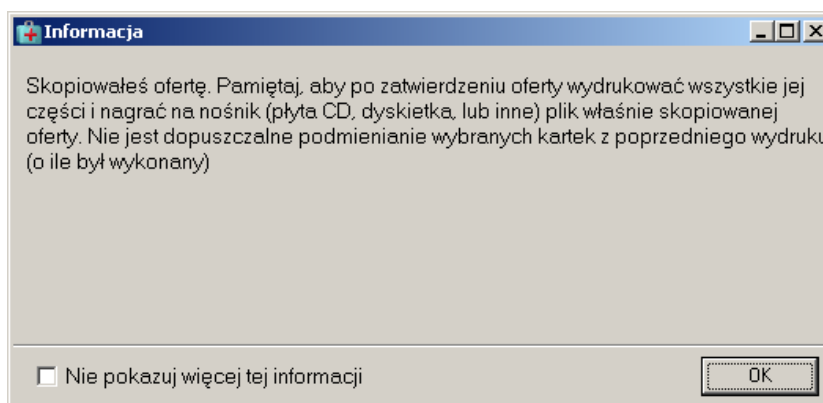 Informacja
Skopiowałeś ofertę. Pamiętaj, aby po zatwierdzeniu oferty wydrukować wszystkie jej
części i nagrać na nośnik (płyta CD, dyskietka, lub inne) plik właśnie skopiowanej
oferty. Nie jest dopuszczalne podmienianie wybranych kartek z poprzedniego wydruku
(o ile był wykonany)
Nie pokazuj więcej tej informacji
OK